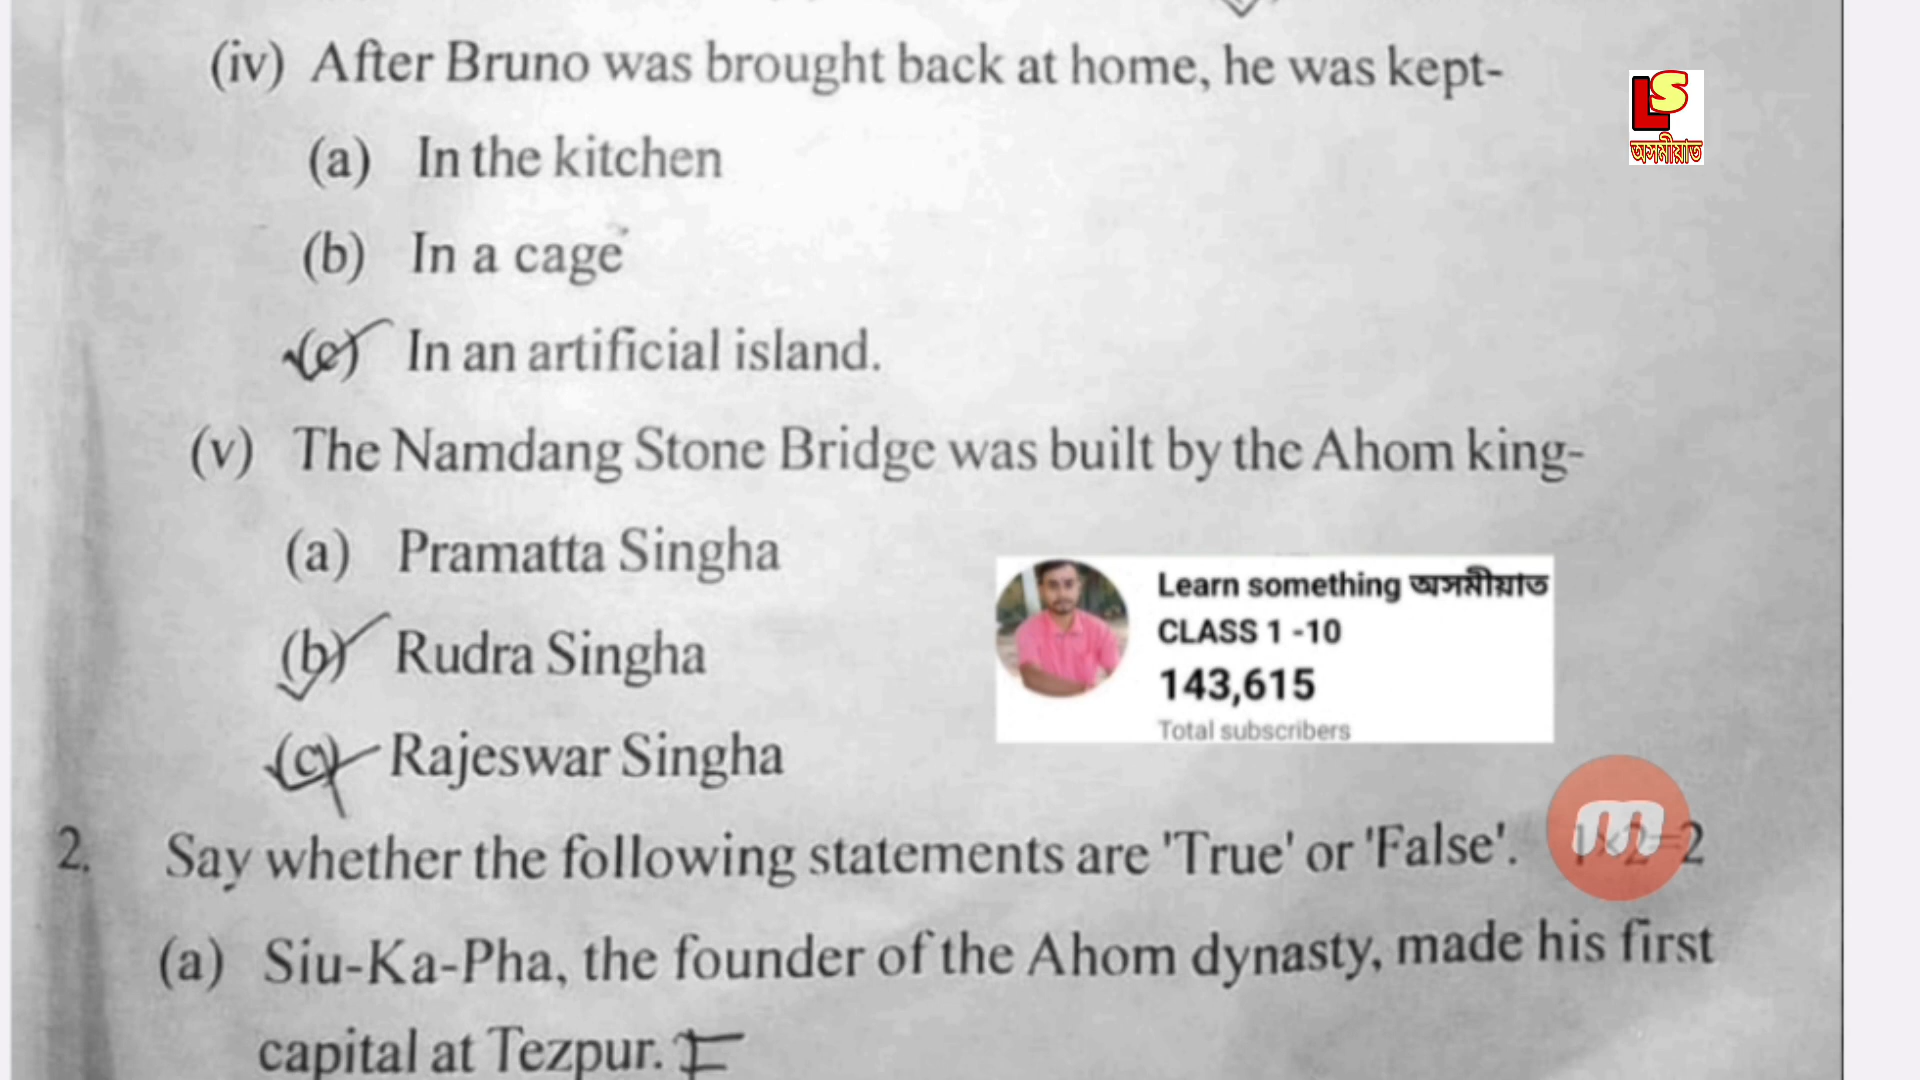 (iv) After Bruno was brought back at home, he was kept-
LS
অসমীয়াত
(a) In the kitchen
(b) In a cage
(c) In an artificial island.
(v) The Namdang Stone Bridge was built by the Ahom king-
(a) Pramatta Singha
(b) Rudra Singha
(c) Rajeswar Singha
Learn something অসমীয়াত
CLASS 1 -10
143,615
Total subscribers
m
2. Say whether the following statements are 'True' or 'False'. 1×2=2
(a) Siu-Ka-Pha, the founder of the Ahom dynasty, made his first
capital at Tezpur. F